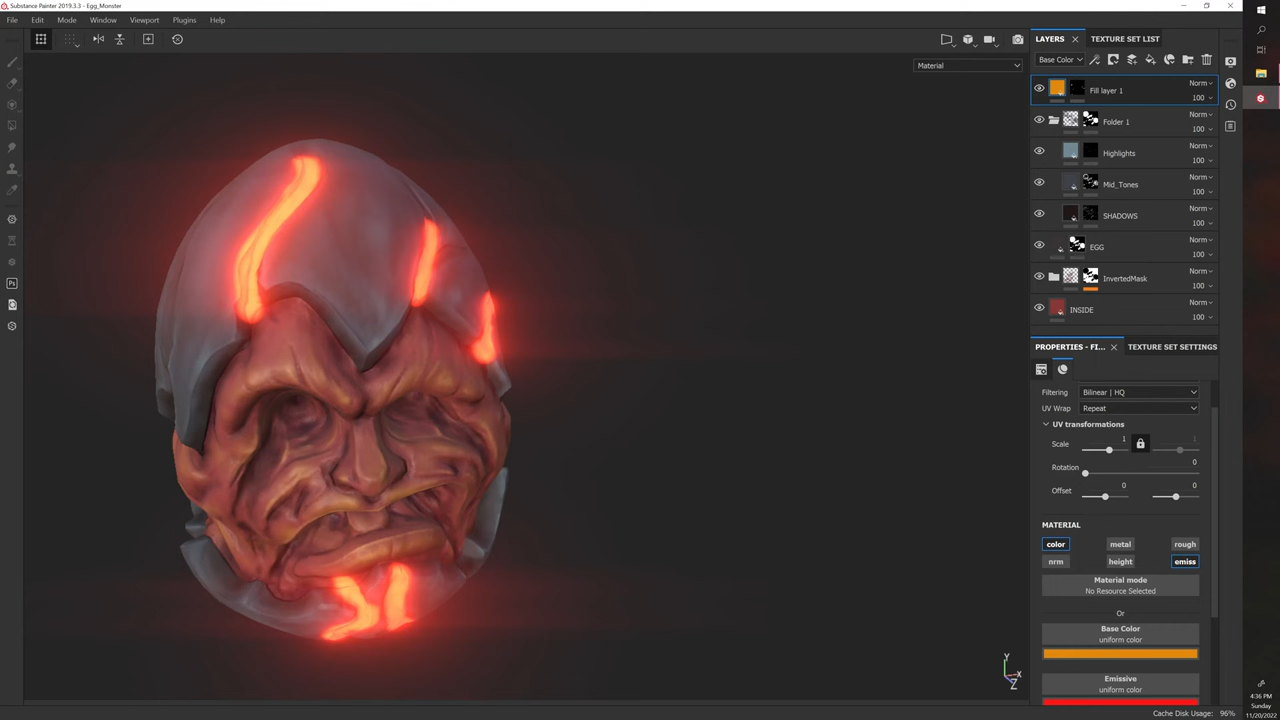 Substance Painter 2019.3.3 - Egg_Monster
File Edit Mode Window Viewport Plugins Help
Material
LAYERS TEXTURE SET LIST
Base Color
Fill layer 1 Norm
100
Folder 1 Norm
100
Highlights Norm
100
Mid_Tones Norm
100
SHADOWS Norm
100
EGG Norm
100
InvertedMask Norm
100
INSIDE Norm
100
PROPERTIES - FI... TEXTURE SET SETTINGS
Filtering Bilinear | HQ
UV Wrap Repeat
UV transformations
Scale 1 1
Rotation 0
Offset 0 0
MATERIAL
color metal rough
nrm height emiss
Material mode
No Resource Selected
Or
Base Color
uniform color
Emissive
uniform color
Y
X
Z
Ps
4:36 PM
Sunday
11/20/2022
Cache Disk Usage: 96%